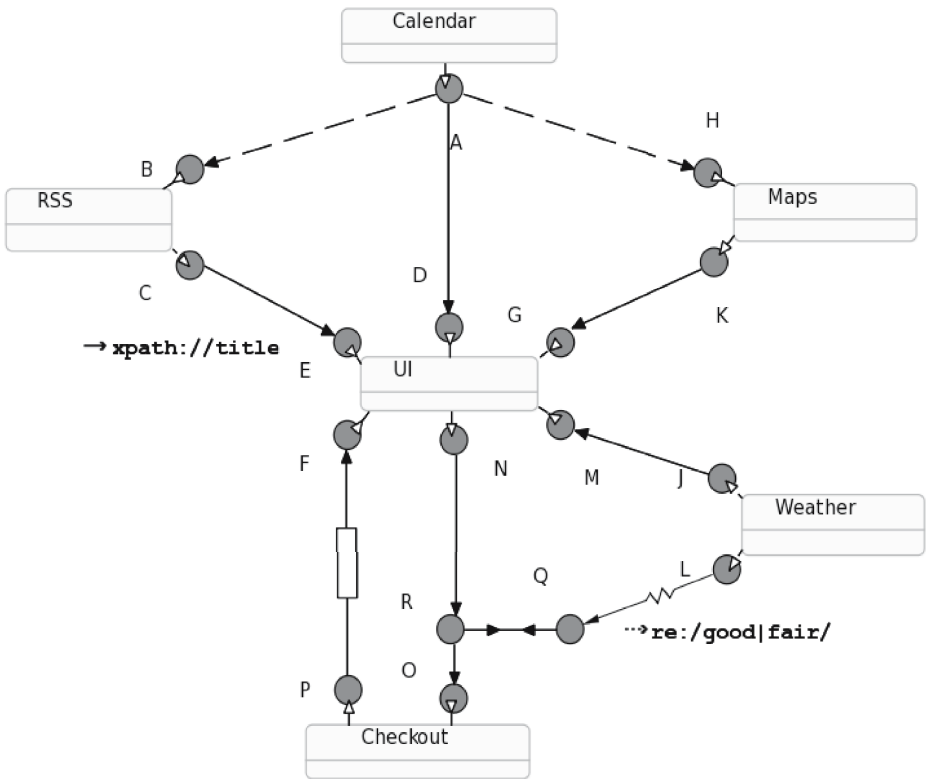 Calendar
H
A
B
RSS
Maps
D
C
G
K
→ xpath://title
E
UI
F
N
M
J
Weather
Q
L
R
⇢ re:/good|fair/
O
P
Checkout